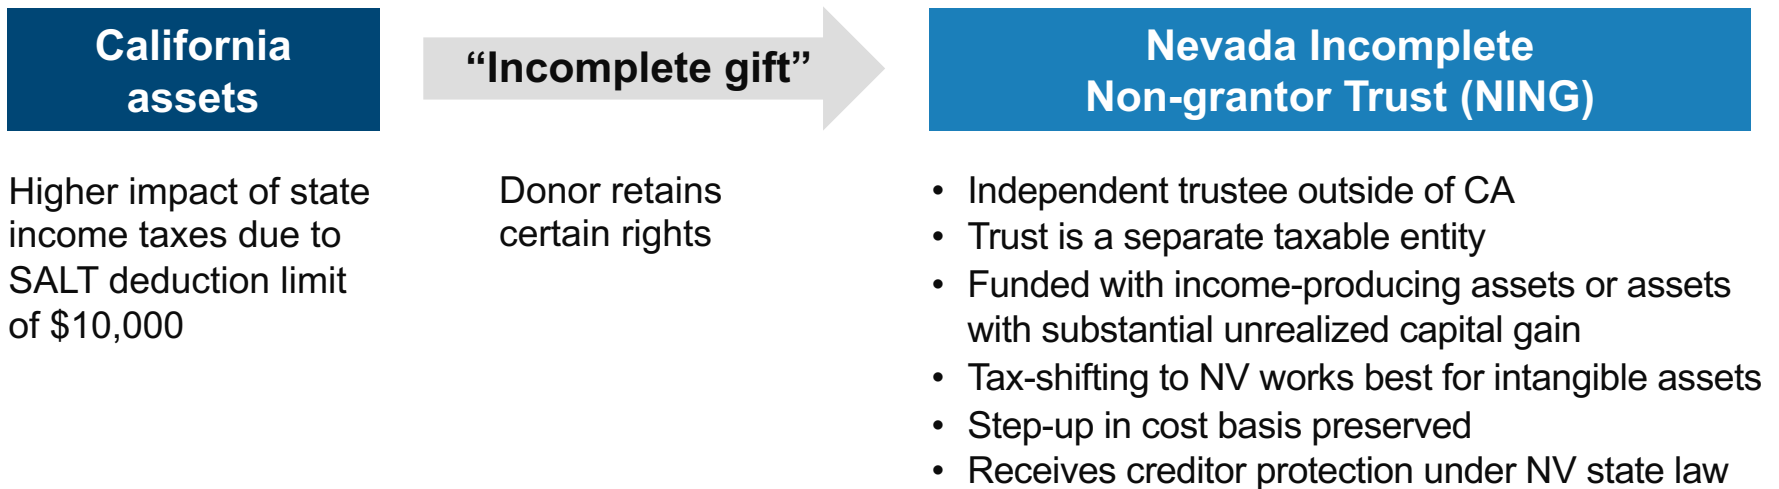 California
assets
“Incomplete gift”
Nevada Incomplete
Non-grantor Trust (NING)
Higher impact of state
income taxes due to
SALT deduction limit
of $10,000
Donor retains
certain rights
• Independent trustee outside of CA
• Trust is a separate taxable entity
• Funded with income-producing assets or assets
with substantial unrealized capital gain
• Tax-shifting to NV works best for intangible assets
• Step-up in cost basis preserved
• Receives creditor protection under NV state law